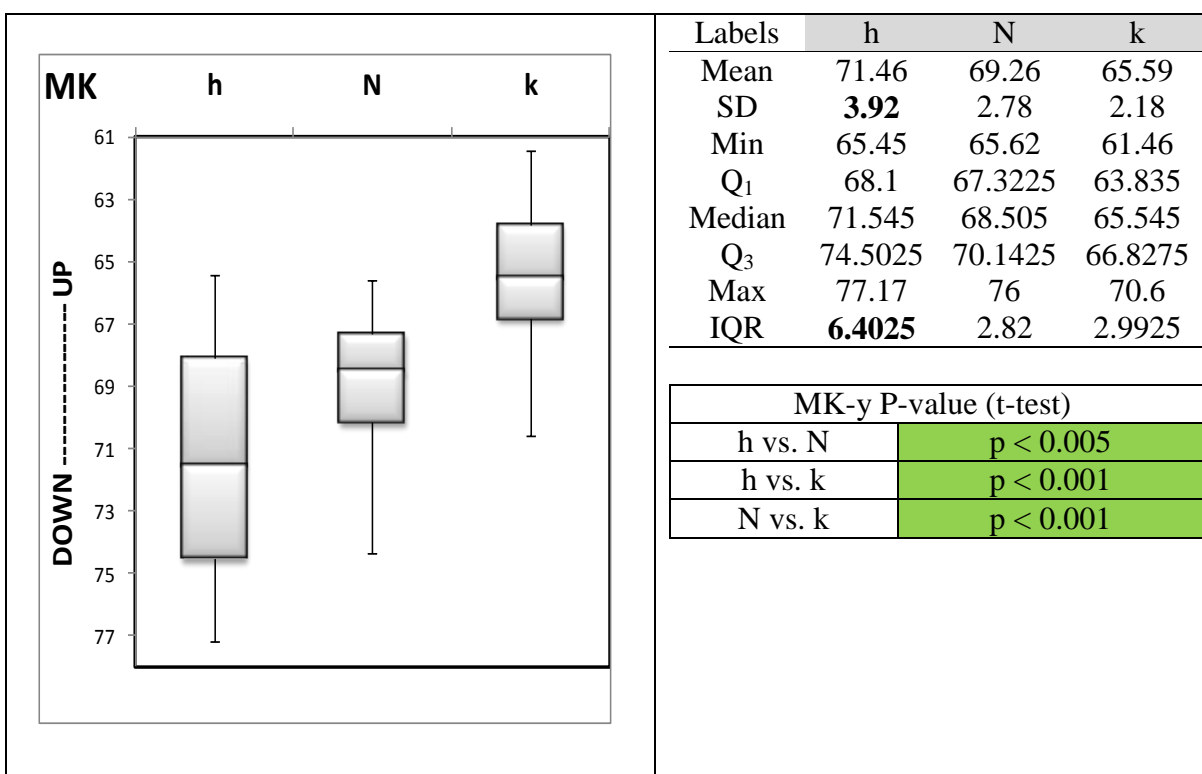 MK h N k
61
63
65
67
69
71
73
75
77
DOWN ------------- UP
Labels h N k
Mean 71.46 69.26 65.59
SD 3.92 2.78 2.18
Min 65.45 65.62 61.46
Q1 68.1 67.3225 63.835
Median 71.545 68.505 65.545
Q3 74.5025 70.1425 66.8275
Max 77.17 76 70.6
IQR 6.4025 2.82 2.9925
MK-y P-value (t-test)
h vs. N p < 0.005
h vs. k p < 0.001
N vs. k p < 0.001